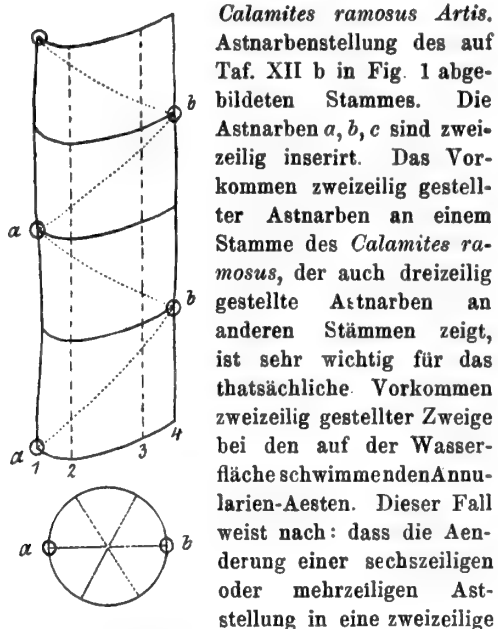 Calamites ramosus Artis.
Astnarbenstellung des auf
Taf. XII b in Fig. 1 abge-
bildeten Stammes. Die
Astnarben a, b, c sind zwei-
zeilig inserirt. Das Vor-
kommen zweizeilig gestell-
ter Astnarben an einem
Stamme des Calamites ra-
mosus, der auch dreizeilig
gestellte Astnarben an
anderen Stämmen zeigt,
ist sehr wichtig für das
thatsächliche Vorkommen
zweizeilig gestellter Zweige
bei den auf der Wasser-
fläche schwimmenden Annu-
larien-Aesten. Dieser Fall
weist nach: dass die Aen-
derung einer sechszeiligen
oder mehrzeiligen Ast-
stellung in eine zweizeilige
b
a
b
a
1 2 3 4
a b